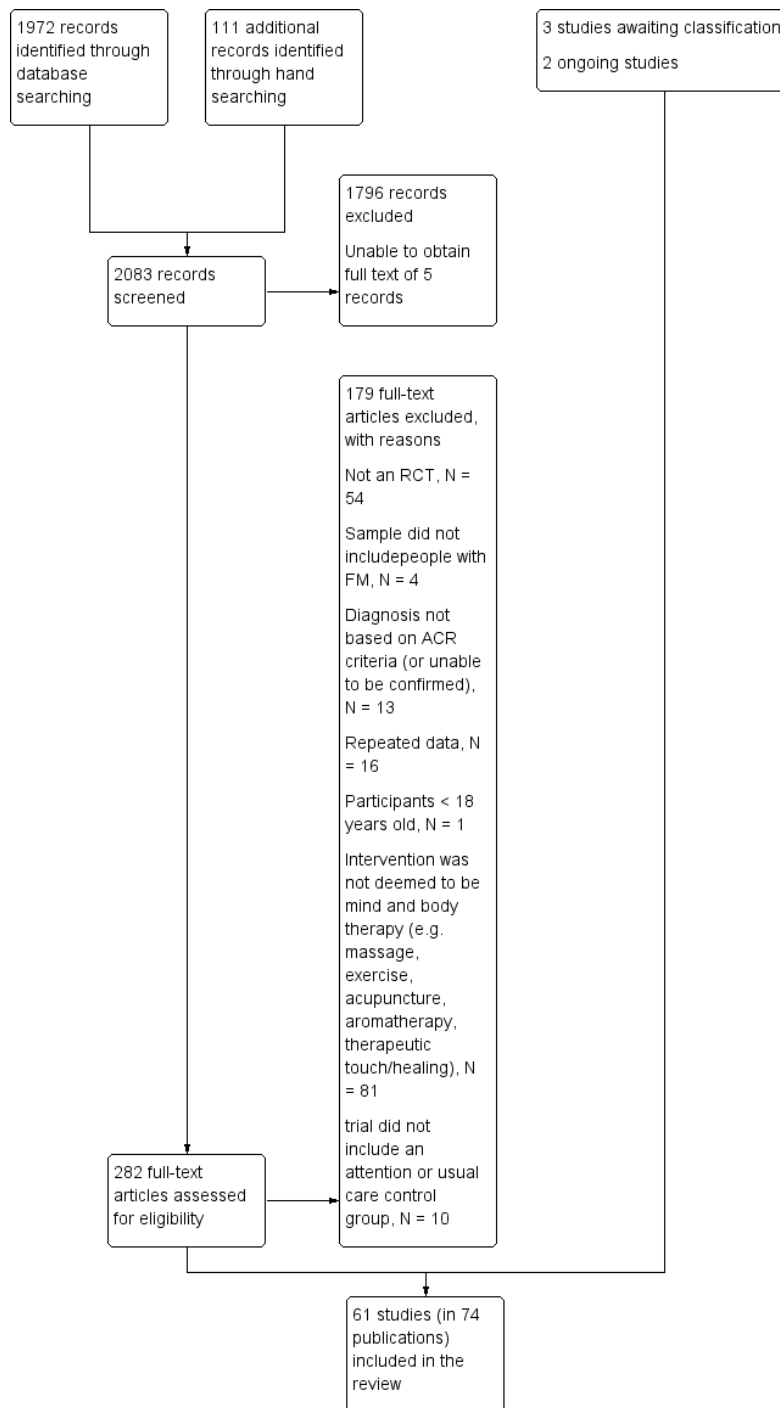 1972 records
identified through
database
searching
111 additional
records identified
through hand
searching
3 studies awaiting classification
2 ongoing studies
1796 records
excluded
Unable to obtain
full text of 5
records
2083 records
screened
179 full-text
articles excluded,
with reasons
Not an RCT, N =
54
Sample did not
includepeople with
FM, N = 4
Diagnosis not
based on ACR
criteria (or unable
to be confirmed),
N = 13
Repeated data, N
= 16
Participants < 18
years old, N = 1
Intervention was
not deemed to be
mind and body
therapy (e.g.
massage,
exercise,
acupuncture,
aromatherapy,
therapeutic
touch/healing), N
= 81
trial did not
include an
attention or usual
care control
group, N = 10
282 full-text
articles assessed
for eligibility
61 studies (in 74
publications)
included in the
review